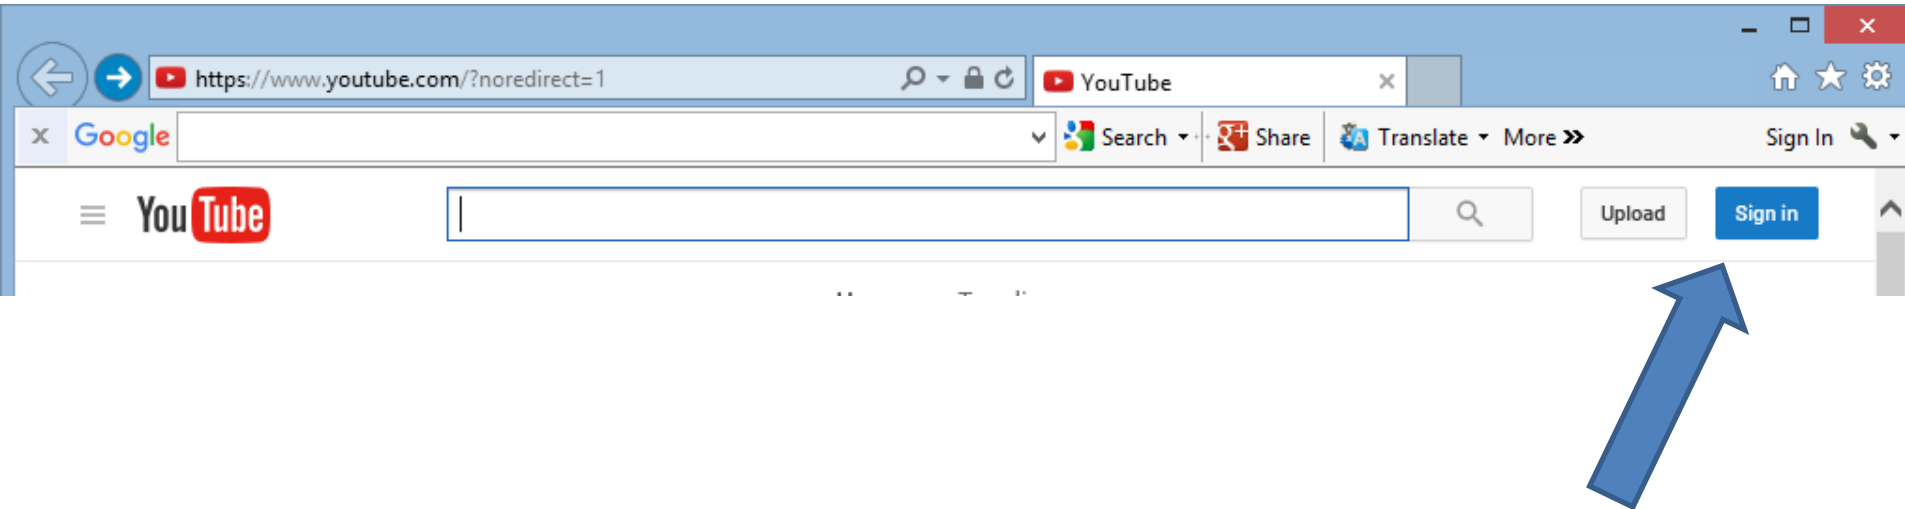 https://www.youtube.com/?noredirect=1
YouTube
x Google Search Share Translate More » Sign In
YouTube Upload Sign in